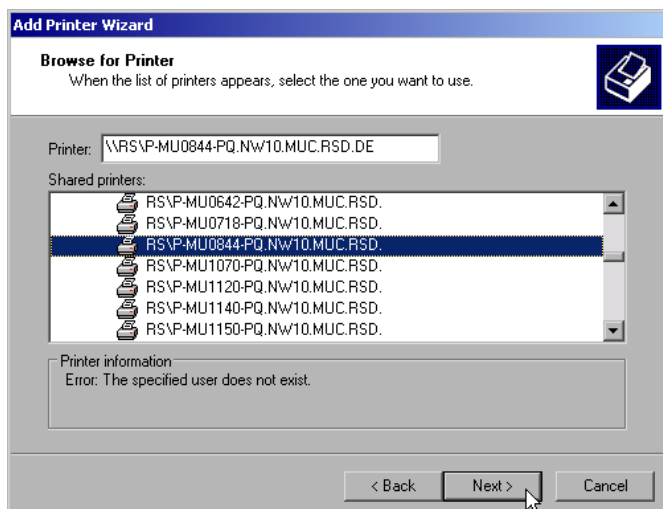 Add Printer Wizard
Browse for Printer
When the list of printers appears, select the one you want to use.
Printer: \\RS\P-MU0844-PQ.NW10.MUC.RSD.DE
Shared printers:
RS\P-MU0642-PQ.NW10.MUC.RSD.
RS\P-MU0718-PQ.NW10.MUC.RSD.
RS\P-MU0844-PQ.NW10.MUC.RSD.
RS\P-MU1070-PQ.NW10.MUC.RSD.
RS\P-MU1120-PQ.NW10.MUC.RSD.
RS\P-MU1140-PQ.NW10.MUC.RSD.
RS\P-MU1150-PQ.NW10.MUC.RSD.
Printer information
Error: The specified user does not exist.
< Back Next > Cancel